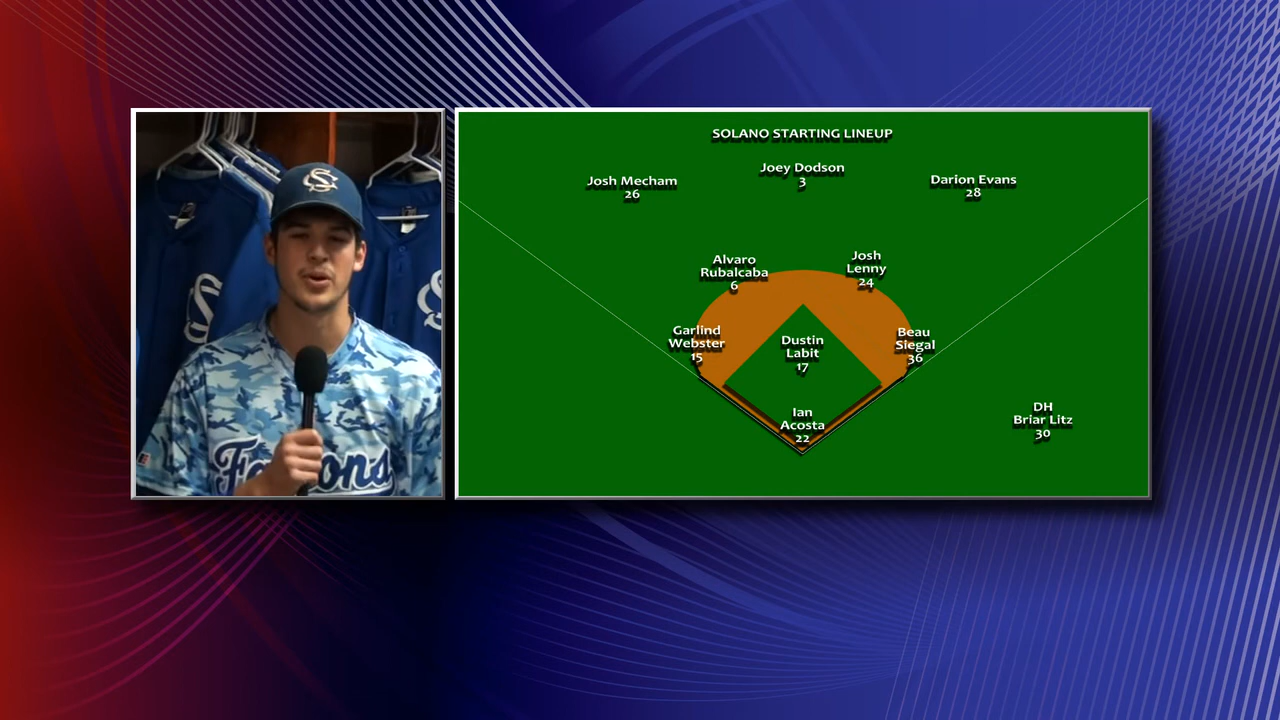 SOLANO STARTING LINEUP
Joey Dodson
3
Josh Mecham
26
Darion Evans
28
Alvaro
Rubalcaba
6
Josh
Lenny
24
Garlind
Webster
15
Dustin
Labit
17
Beau
Siegal
36
Ian
Acosta
22
DH
Briar Litz
30
SC